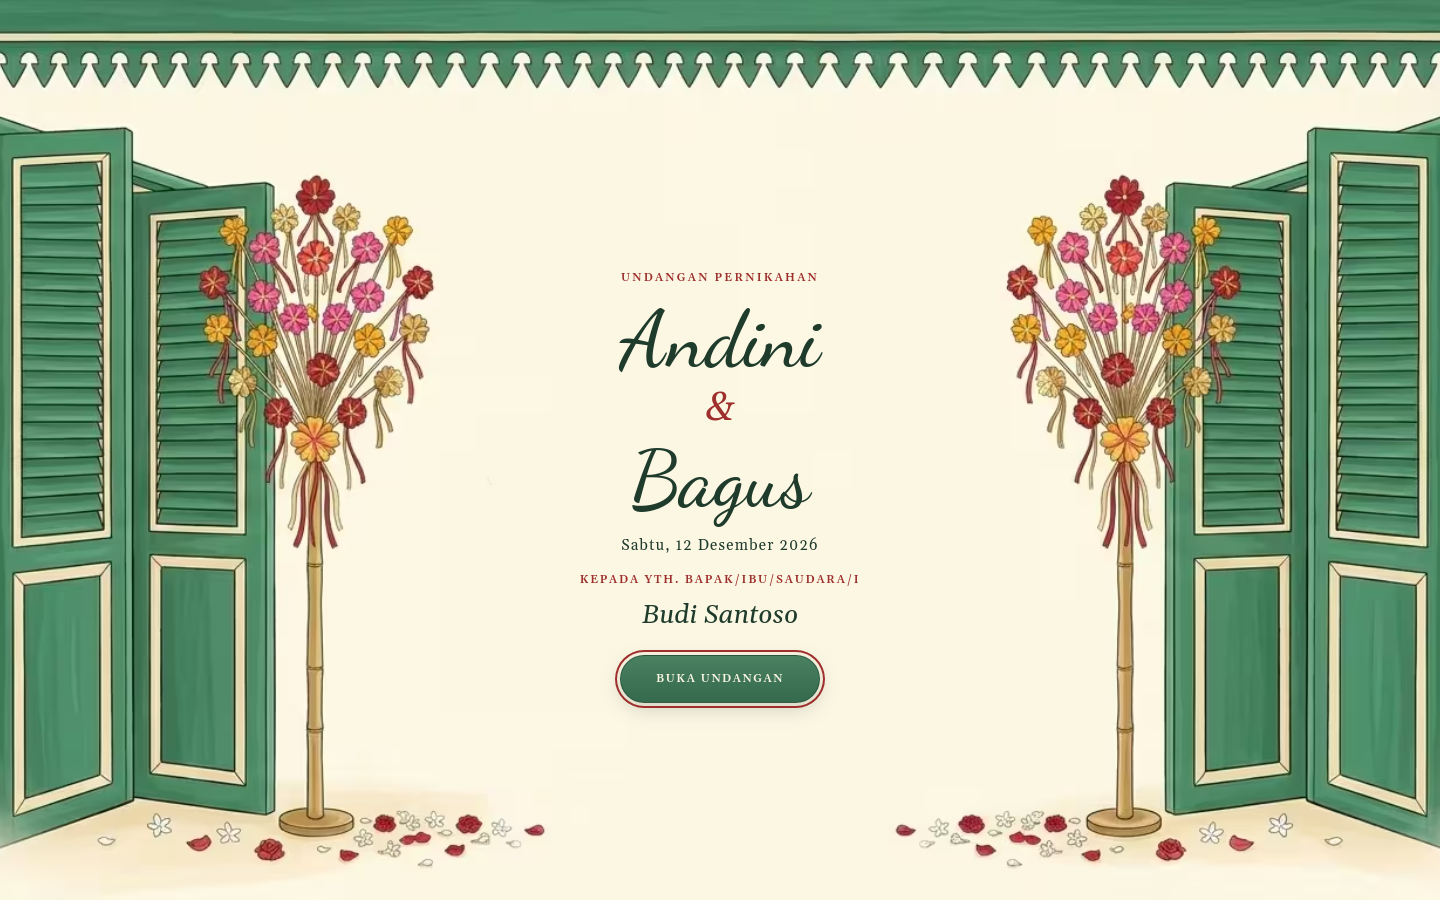 UNDANGAN PERNIKAHAN
Andini
&
Bagus
Sabtu, 12 Desember 2026
KEPADA YTH. BAPAK/IBU/SAUDARA/I
Budi Santoso
BUKA UNDANGAN